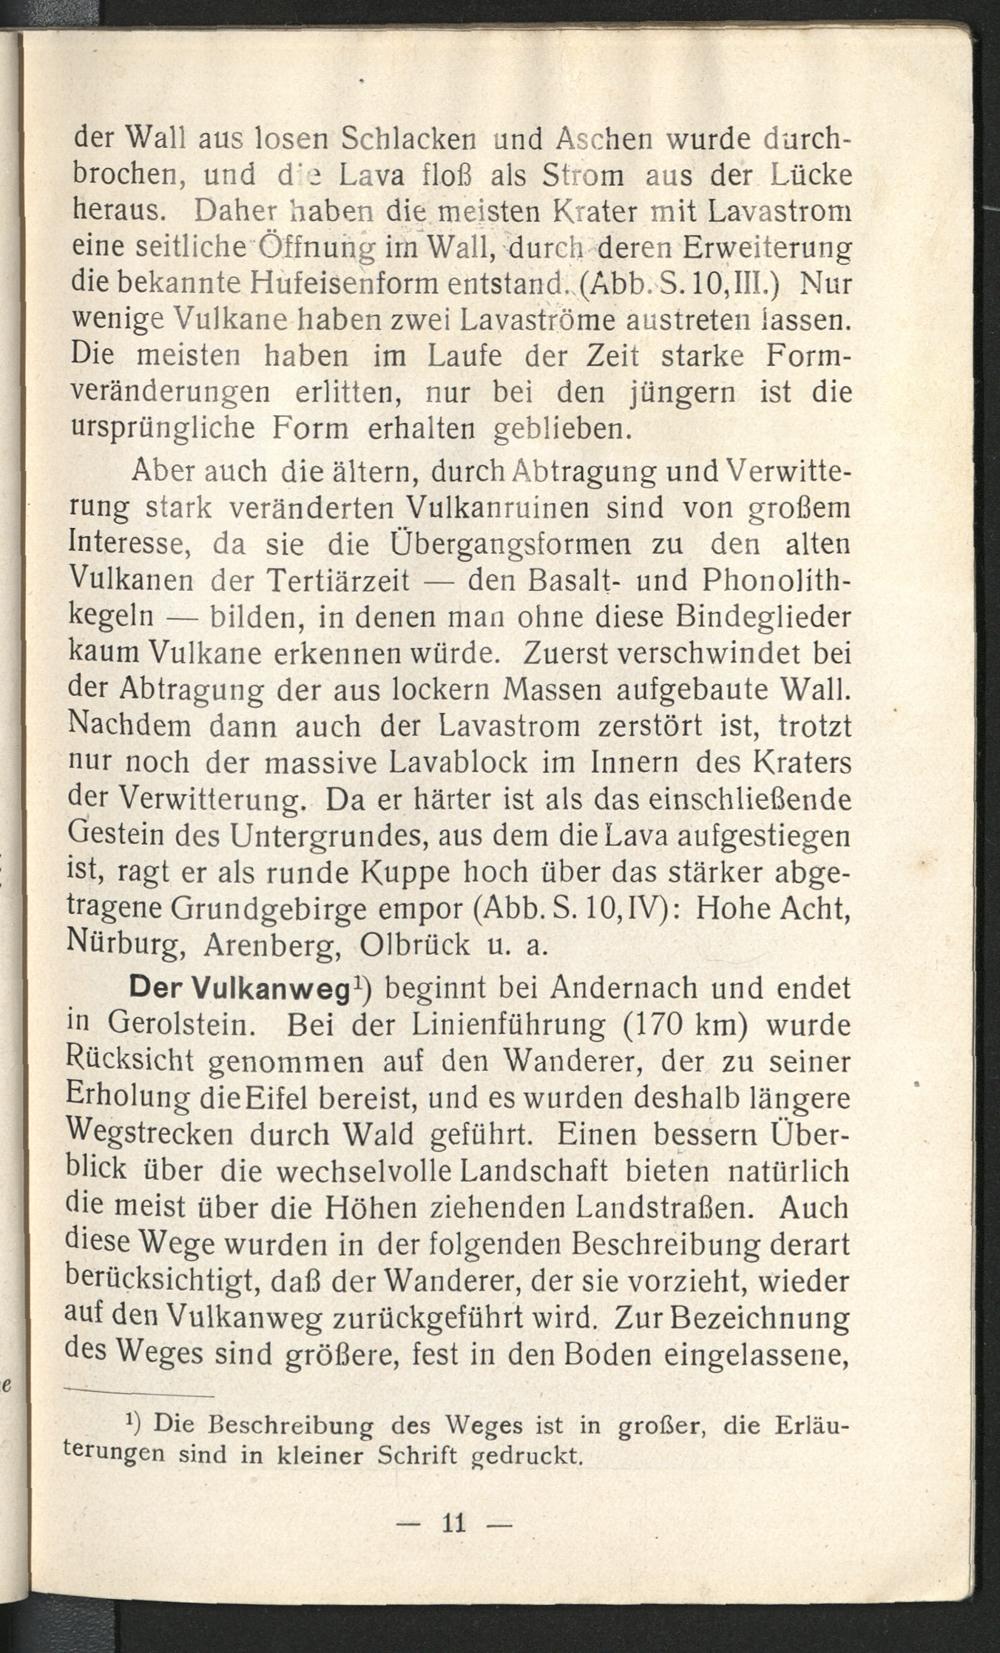 der Wall aus losen Schlacken und Aschen wurde durch-
brochen, und die Lava floß als Strom aus der Lücke
heraus. Daher haben die meisten Krater mit Lavastrom
eine seitliche Öffnung im Wall, durch deren Erweiterung
die bekannte Hufeisenform entstand. (Abb. S. 10, III.) Nur
wenige Vulkane haben zwei Lavaströme austreten lassen.
Die meisten haben im Laufe der Zeit starke Form-
veränderungen erlitten, nur bei den jüngern ist die
ursprüngliche Form erhalten geblieben.
Aber auch die ältern, durch Abtragung und Verwitte-
rung stark veränderten Vulkanruinen sind von großem
Interesse, da sie die Übergangsformen zu den alten
Vulkanen der Tertiärzeit — den Basalt- und Phonolith-
kegeln — bilden, in denen man ohne diese Bindeglieder
kaum Vulkane erkennen würde. Zuerst verschwindet bei
der Abtragung der aus lockern Massen aufgebaute Wall.
Nachdem dann auch der Lavastrom zerstört ist, trotzt
nur noch der massive Lavablock im Innern des Kraters
der Verwitterung. Da er härter ist als das einschließende
Gestein des Untergrundes, aus dem die Lava aufgestiegen
ist, ragt er als runde Kuppe hoch über das stärker abge-
tragene Grundgebirge empor (Abb. S. 10, IV): Hohe Acht,
Nürburg, Arenberg, Olbrück u. a.
Der Vulkanweg¹) beginnt bei Andernach und endet
in Gerolstein. Bei der Linienführung (170 km) wurde
Rücksicht genommen auf den Wanderer, der zu seiner
Erholung die Eifel bereist, und es wurden deshalb längere
Wegstrecken durch Wald geführt. Einen bessern Über-
blick über die wechselvolle Landschaft bieten natürlich
die meist über die Höhen ziehenden Landstraßen. Auch
diese Wege wurden in der folgenden Beschreibung derart
berücksichtigt, daß der Wanderer, der sie vorzieht, wieder
auf den Vulkanweg zurückgeführt wird. Zur Bezeichnung
des Weges sind größere, fest in den Boden eingelassene,
¹) Die Beschreibung des Weges ist in großer, die Erläu-
terungen sind in kleiner Schrift gedruckt.
— 11 —